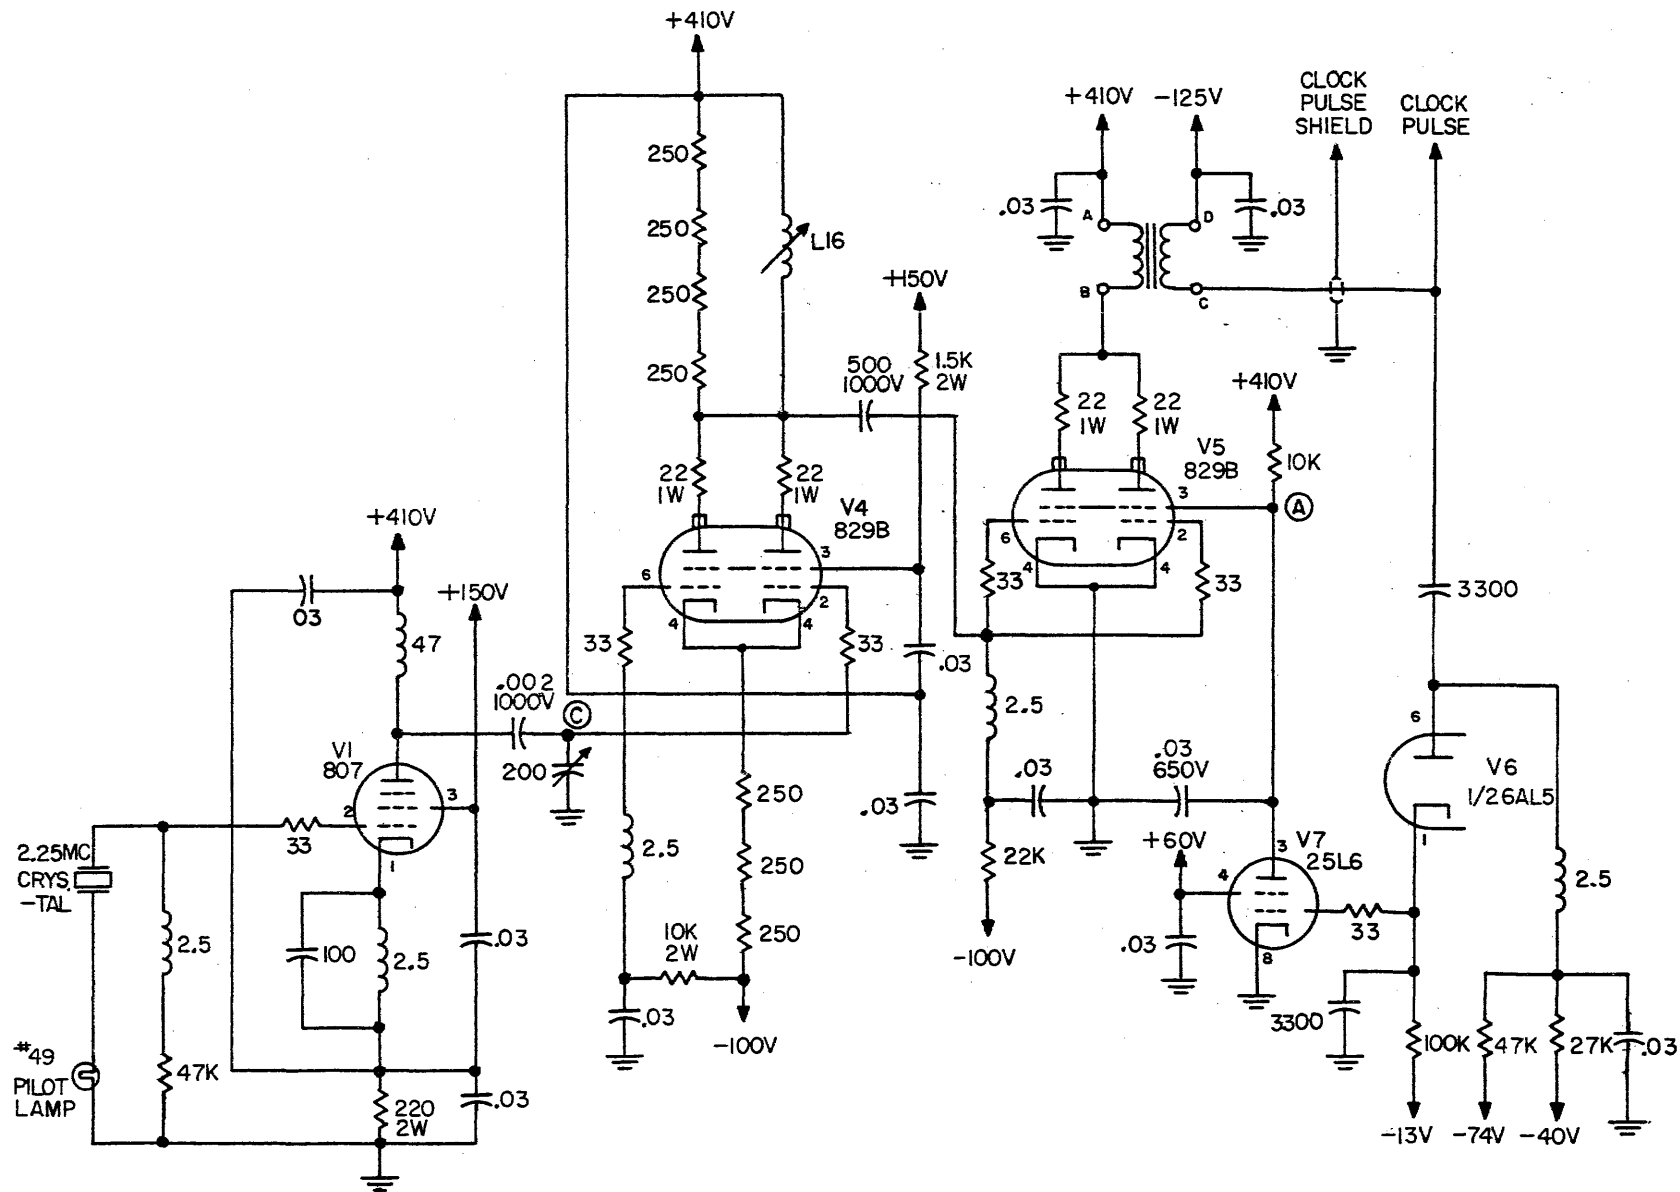 +410V
+410V
-125V
CLOCK
PULSE
SHIELD
CLOCK
PULSE
250
250
250
250
L16
.03
A
D
.03
B
C
+150V
1.5K
2W
500
1000V
+410V
22
1W
22
1W
V5
829B
10K
3
A
6
2
4
4
33
33
22
1W
22
1W
V4
829B
3
6
2
4
4
33
33
.03
+410V
+150V
03
47
.002
1000V
C
200
V1
807
2
3
1
33
2.25MC
CRYS.
-TAL
2.5
47K
#49
PILOT
LAMP
100
2.5
.03
.03
220
2W
2.5
10K
2W
.03
250
250
250
-100V
.03
2.5
.03
.03
650V
22K
-100V
+60V
V7
25L6
3
4
8
.03
33
3300
3300
6
V6
1/26AL5
1
2.5
100K
47K
27K
.03
-13V
-74V
-40V